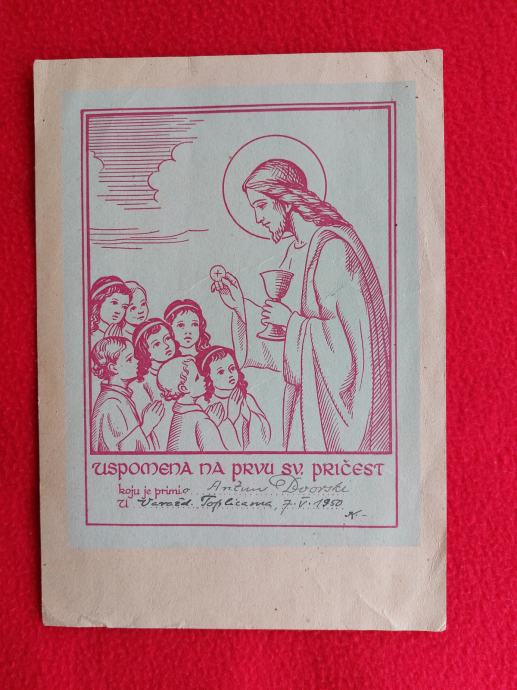 USPOMENA NA PRVU SV. PRIČEST
koju je primio Antun Dvorski
U Varažd. Toplicama, 7. V. 1950